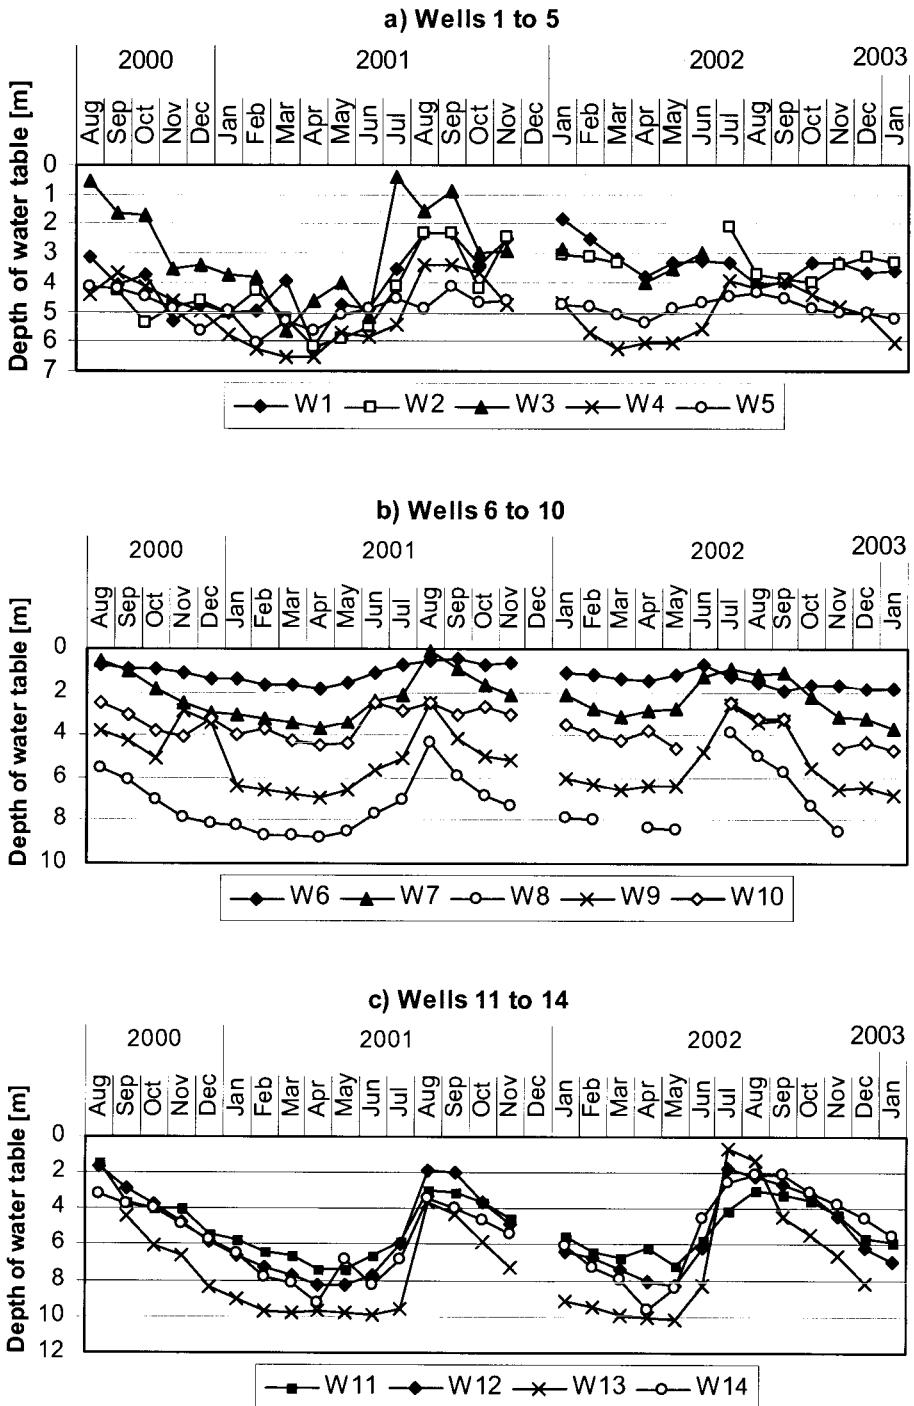 a) Wells 1 to 5
2000 2001 2002 2003
Aug Sep Oct Nov Dec Jan Feb Mar Apr May Jun Jul Aug Sep Oct Nov Dec Jan Feb Mar Apr May Jun Jul Aug Sep Oct Nov Dec Jan
Depth of water table [m]
0
1
2
3
4
5
6
7
W1 W2 W3 W4 W5
b) Wells 6 to 10
2000 2001 2002 2003
Aug Sep Oct Nov Dec Jan Feb Mar Apr May Jun Jul Aug Sep Oct Nov Dec Jan Feb Mar Apr May Jun Jul Aug Sep Oct Nov Dec Jan
Depth of water table [m]
0
2
4
6
8
10
W6 W7 W8 W9 W10
c) Wells 11 to 14
2000 2001 2002 2003
Aug Sep Oct Nov Dec Jan Feb Mar Apr May Jun Jul Aug Sep Oct Nov Dec Jan Feb Mar Apr May Jun Jul Aug Sep Oct Nov Dec Jan
Depth of water table [m]
0
2
4
6
8
10
12
W11 W12 W13 W14